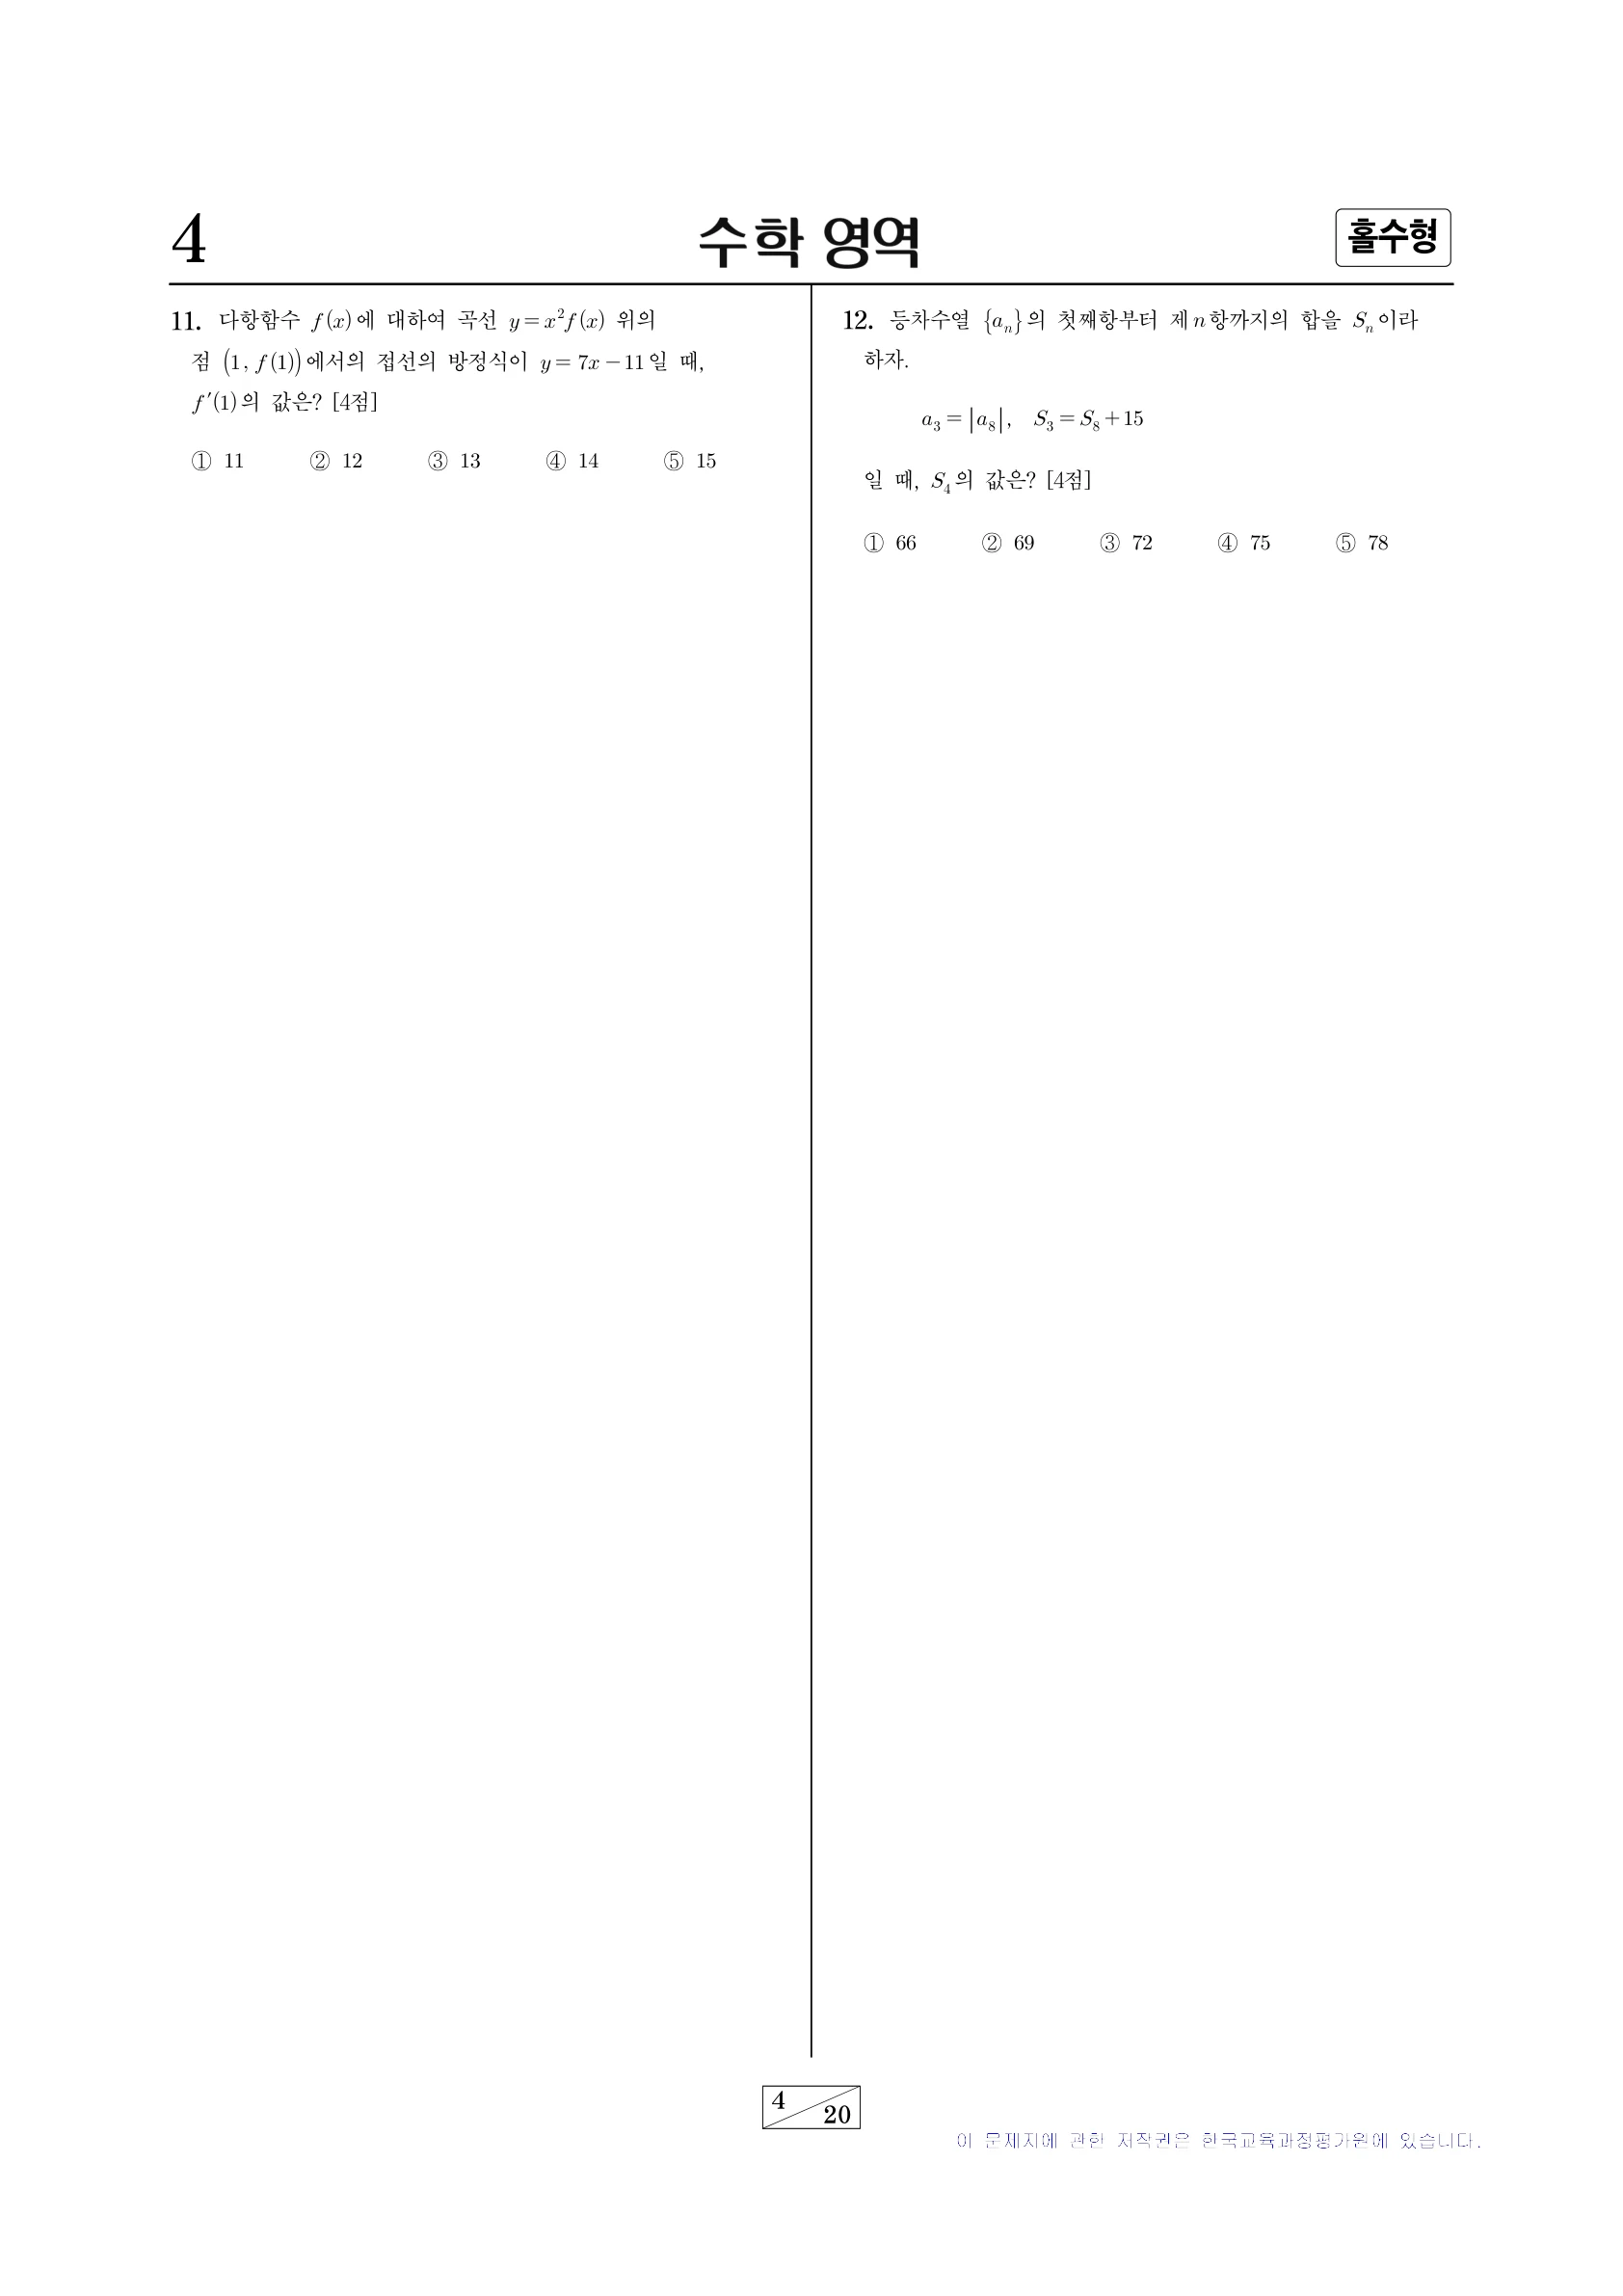 4
수학 영역
홀수형
11. 다항함수 f(x)에 대하여 곡선 y=x²f(x) 위의
점 (1, f(1))에서의 접선의 방정식이 y=7x-11일 때,
f′(1)의 값은? [4점]
① 11 ② 12 ③ 13 ④ 14 ⑤ 15
12. 등차수열 {aₙ}의 첫째항부터 제n항까지의 합을 Sₙ이라
하자.
a₃=|a₈|, S₃=S₈+15
일 때, S₄의 값은? [4점]
① 66 ② 69 ③ 72 ④ 75 ⑤ 78
4
20
이 문제지에 관한 저작권은 한국교육과정평가원에 있습니다.